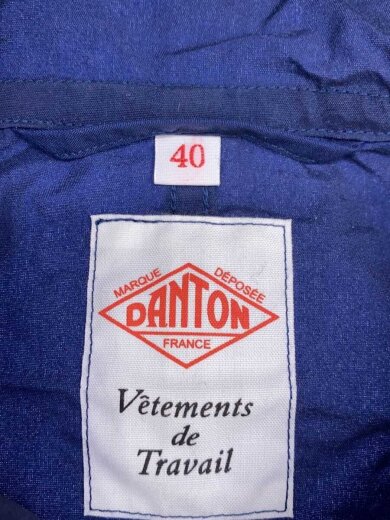 40
MARQUE DÉPOSÉE
DANTON
FRANCE
Vêtements
de
Travail